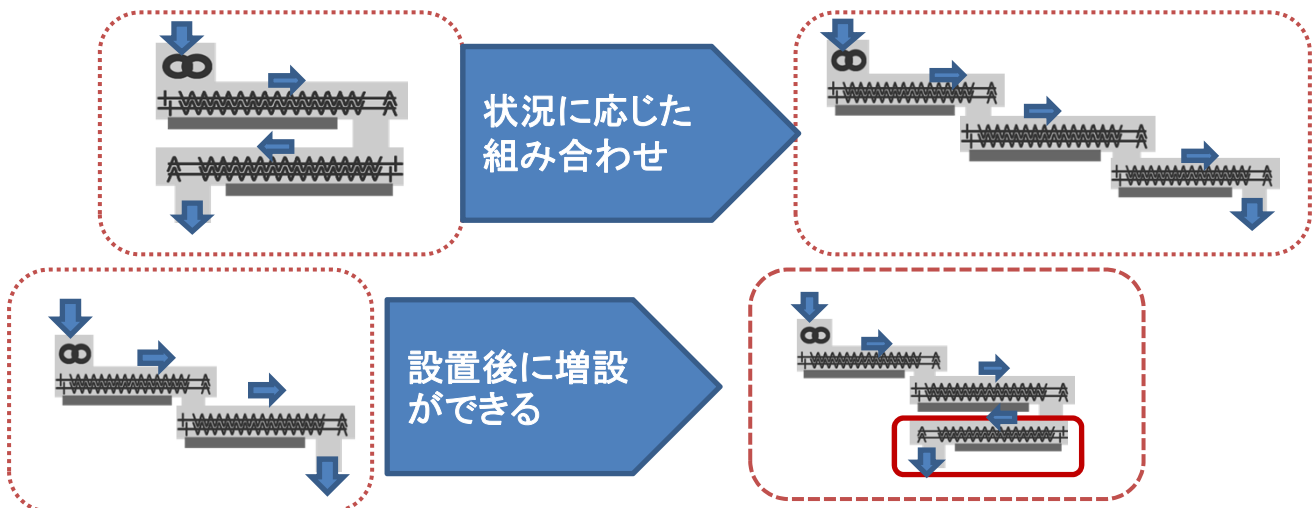 状況に応じた
組み合わせ
設置後に増設
ができる